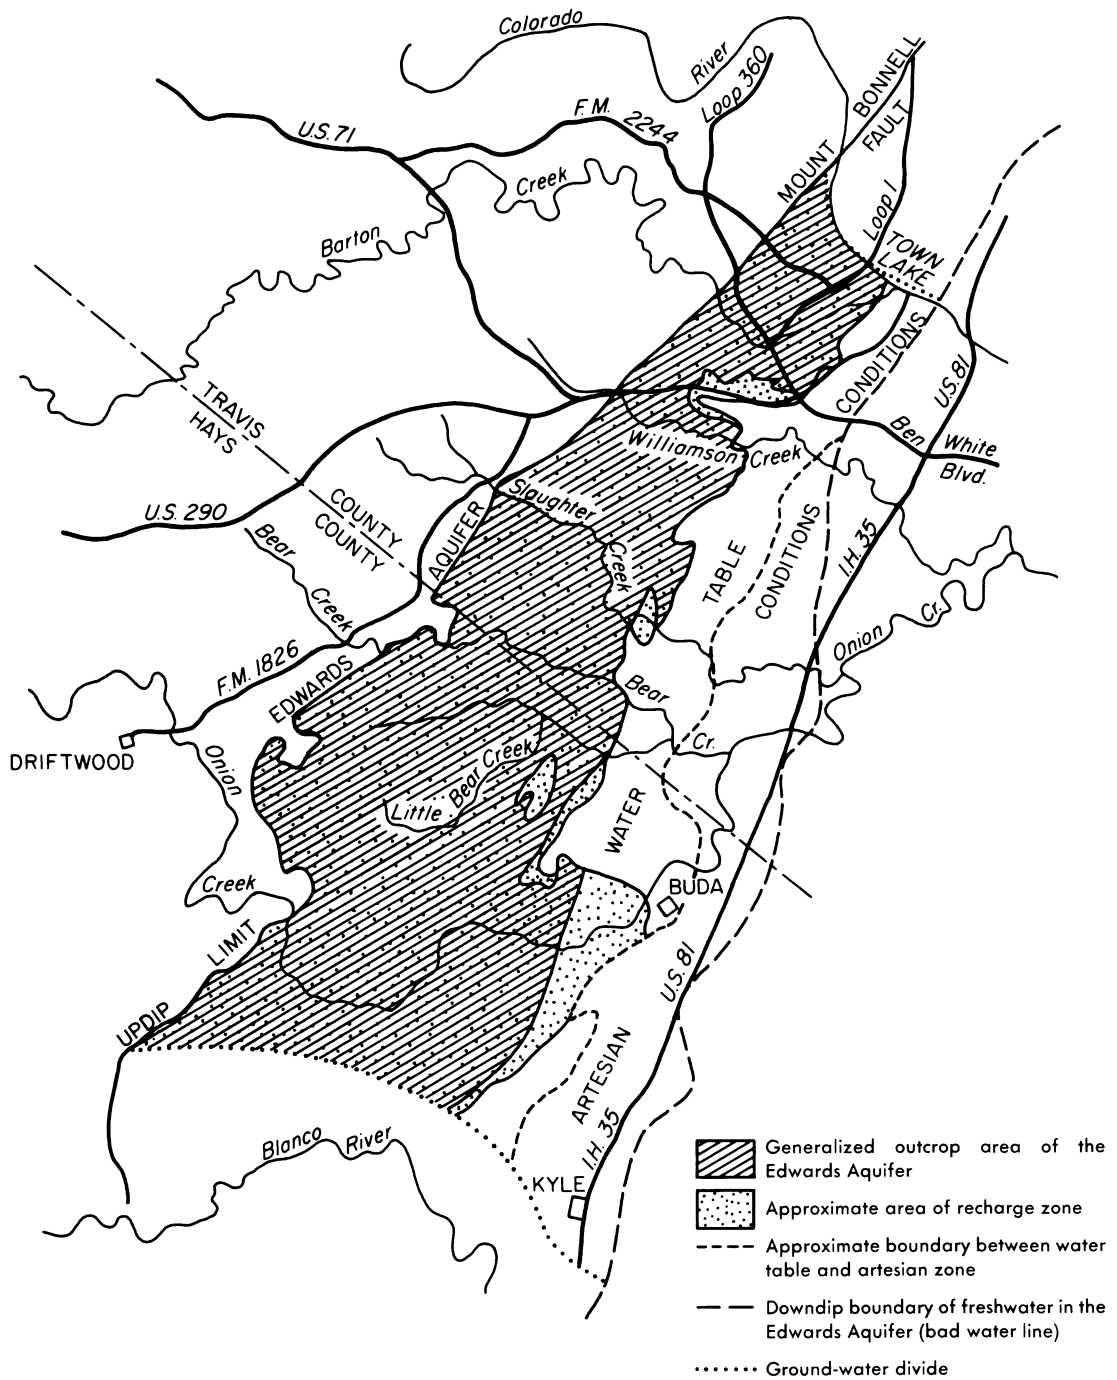 Colorado
River
Loop 360
MOUNT BONNELL
FAULT
F.M. 2244
U.S. 71
Creek
Barton
Loop 1
TOWN
LAKE
TRAVIS
HAYS
CONDITIONS
U.S. 81
Ben White
Blvd.
Williamson Creek
U.S. 290
COUNTY
COUNTY
AQUIFER
Slaughter
Creek
Bear
Creek
TABLE
CONDITIONS
I.H. 35
Onion Cr.
F.M. 1826
EDWARDS
Bear
Cr.
DRIFTWOOD
Onion
Creek
Little Bear Creek
WATER
BUDA
LIMIT
UPDIP
U.S. 81
ARTESIAN
I.H. 35
Blanco River
KYLE
Generalized outcrop area of the
Edwards Aquifer
Approximate area of recharge zone
Approximate boundary between water
table and artesian zone
Downdip boundary of freshwater in the
Edwards Aquifer (bad water line)
Ground-water divide